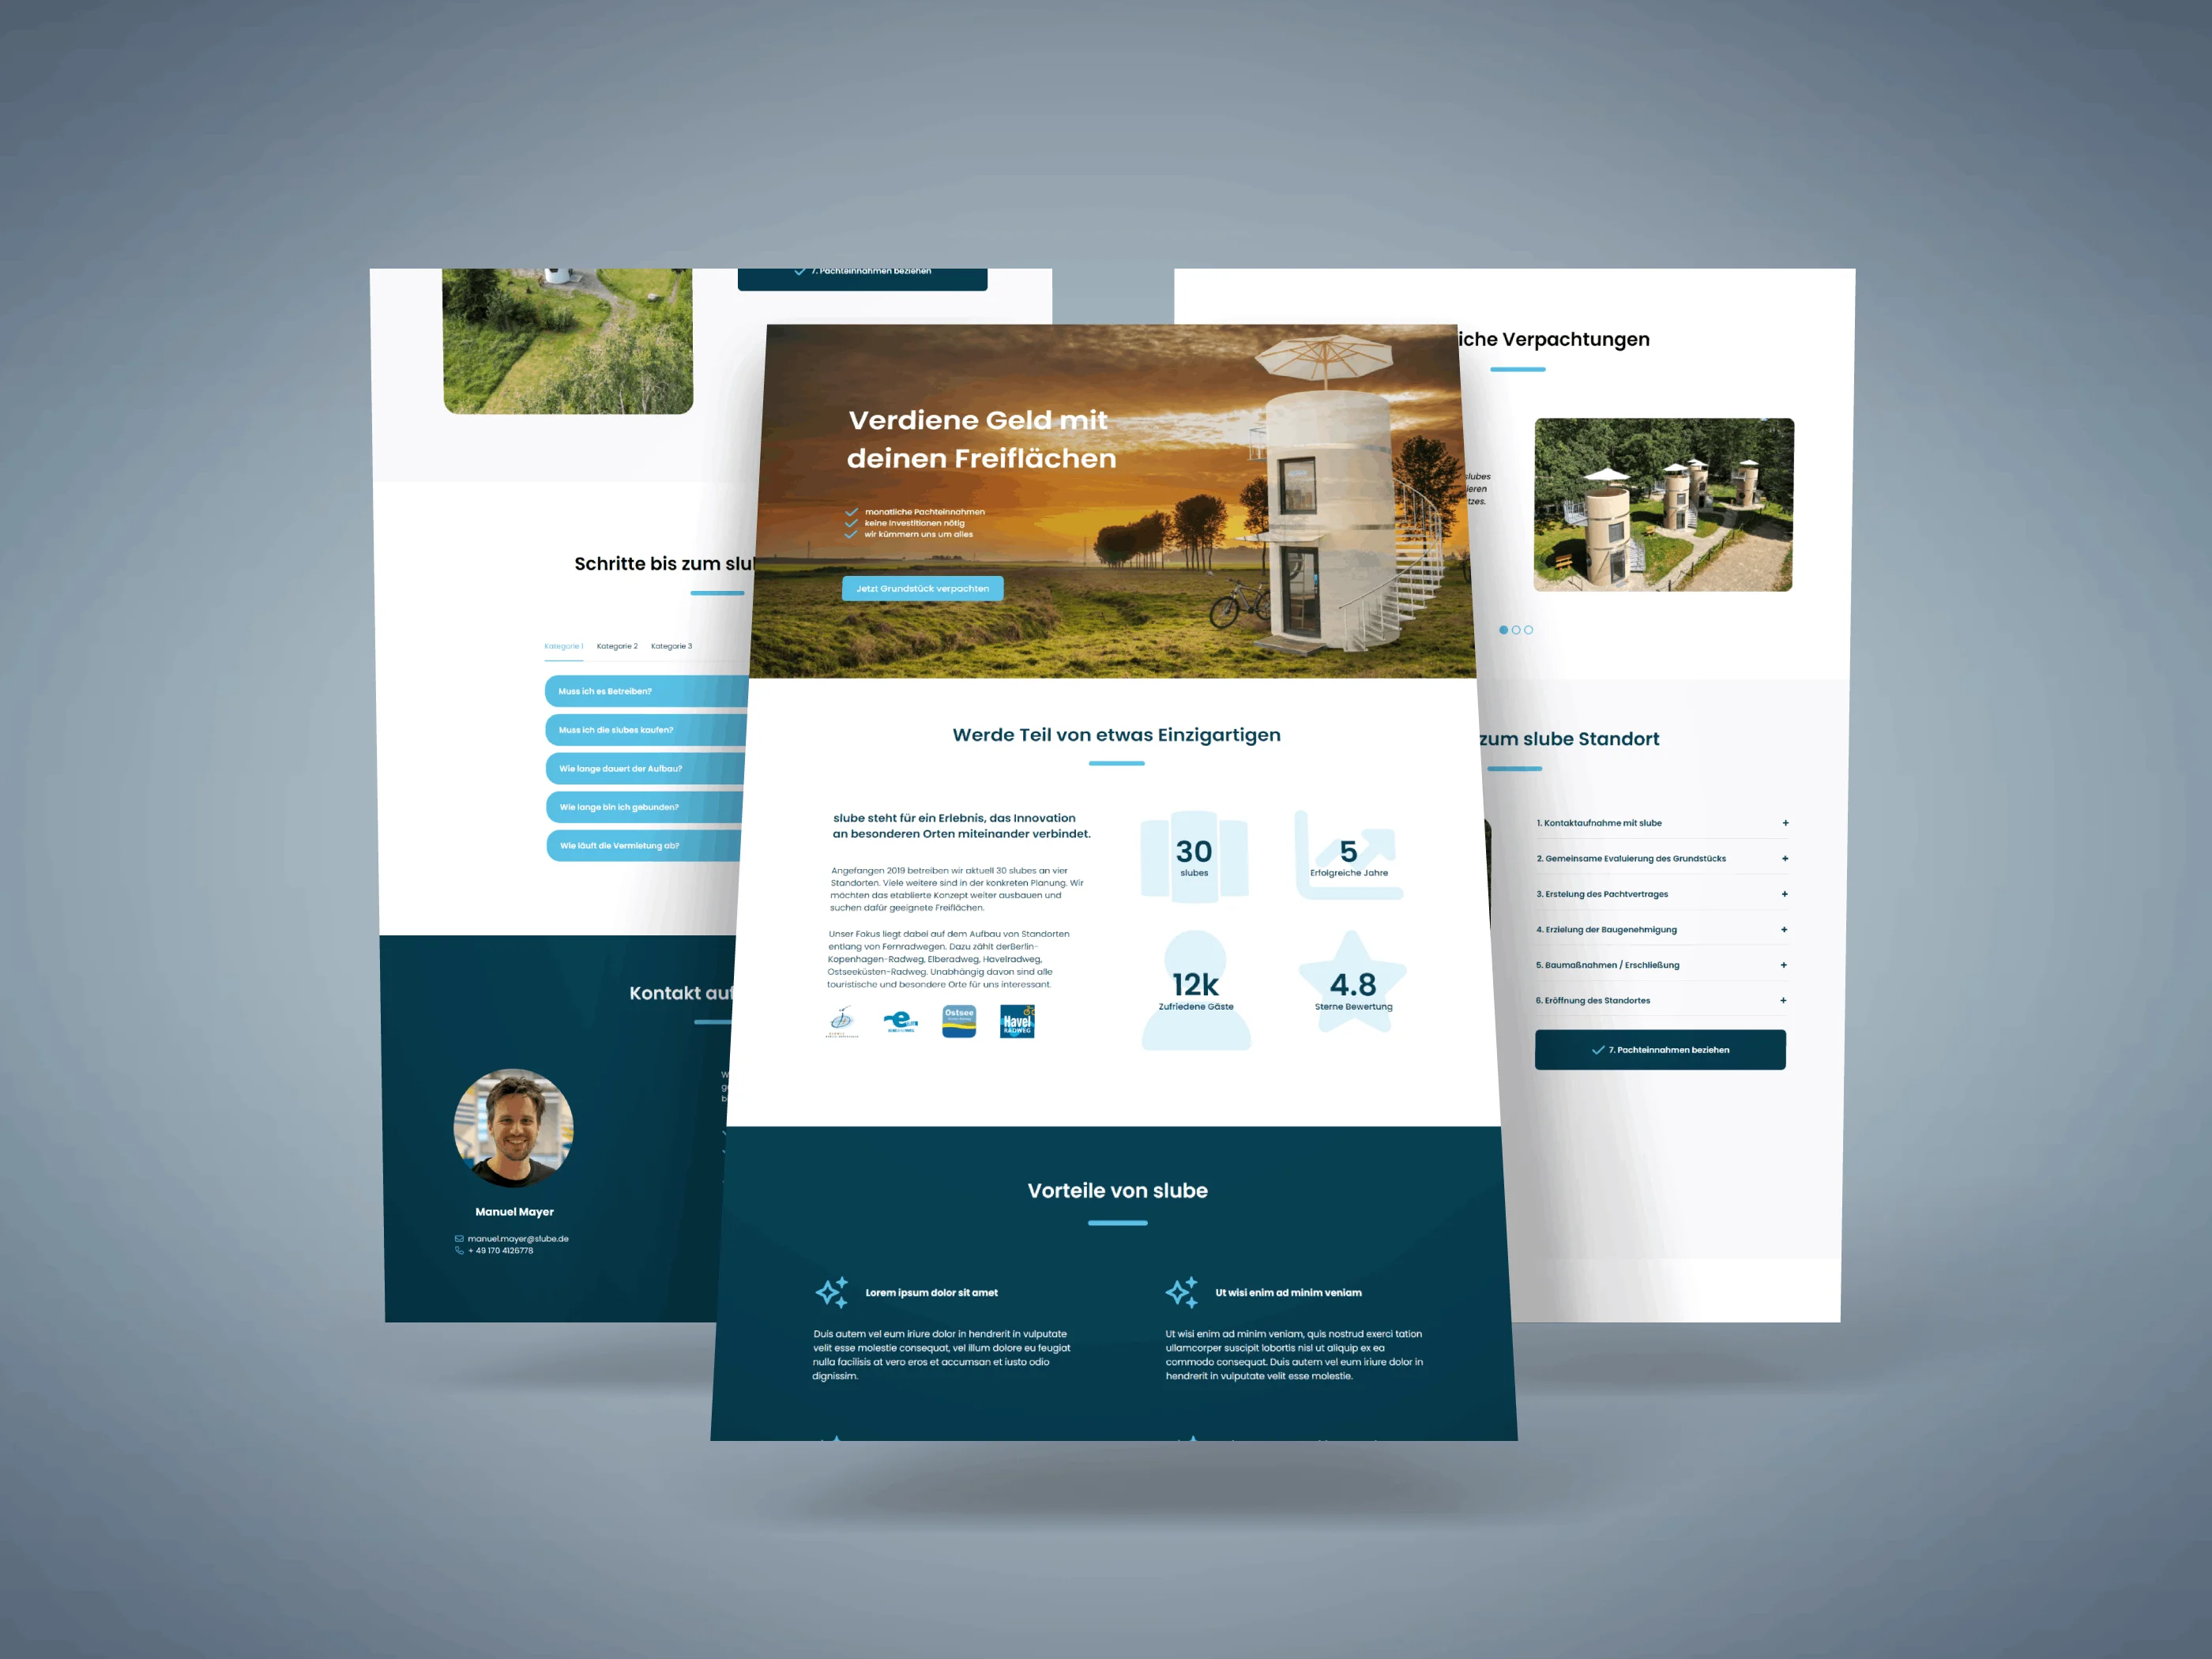 7. Pachteinnahmen beziehen
Schritte bis zum
Kategorie 1 Kategorie 2 Kategorie 3
Muss ich es Betreiben?
Muss ich die slubes kaufen?
Wie lange dauert der Aufbau?
Wie lange bin ich gebunden?
Wie läuft die Vermietung ab?
Kontakt auf
Manuel Mayer
manuel.mayer@slube.de
+ 49 170 4126778
Verdiene Geld mit
deinen Freiflächen
monatliche Pachteinnahmen
keine Investitionen nötig
wir kümmern uns um alles
Jetzt Grundstück verpachten
Werde Teil von etwas Einzigartigen
slube steht für ein Erlebnis, das Innovation
an besonderen Orten miteinander verbindet.
Angefangen 2019 betreiben wir aktuell 30 slubes an vier
Standorten. Viele weitere sind in der konkreten Planung. Wir
möchten das etablierte Konzept weiter ausbauen und
suchen dafür geeignete Freiflächen.
Unser Fokus liegt dabei auf dem Aufbau von Standorten
entlang von Fernradwegen. Dazu zählt derBerlin-
Kopenhagen-Radweg, Elberadweg, Havelradweg,
Ostseeküsten-Radweg. Unabhängig davon sind alle
touristische und besondere Orte für uns interessant.
Ostsee
Havel
RADWEG
30
slubes
5
Erfolgreiche Jahre
12k
Zufriedene Gäste
4.8
Sterne Bewertung
Vorteile von slube
Lorem ipsum dolor sit amet
Duis autem vel eum iriure dolor in hendrerit in vulputate
velit esse molestie consequat, vel illum dolore eu feugiat
nulla facilisis at vero eros et accumsan et iusto odio
dignissim.
Ut wisi enim ad minim veniam
Ut wisi enim ad minim veniam, quis nostrud exerci tation
ullamcorper suscipit lobortis nisl ut aliquip ex ea
commodo consequat. Duis autem vel eum iriure dolor in
hendrerit in vulputate velit esse molestie.
iche Verpachtungen
slubes
ieren
tzes.
zum slube Standort
1. Kontaktaufnahme mit slube +
2. Gemeinsame Evaluierung des Grundstücks +
3. Erstelung des Pachtvertrages +
4. Erzielung der Baugenehmigung +
5. Baumaßnahmen / Erschließung +
6. Eröffnung des Standortes +
7. Pachteinnahmen beziehen